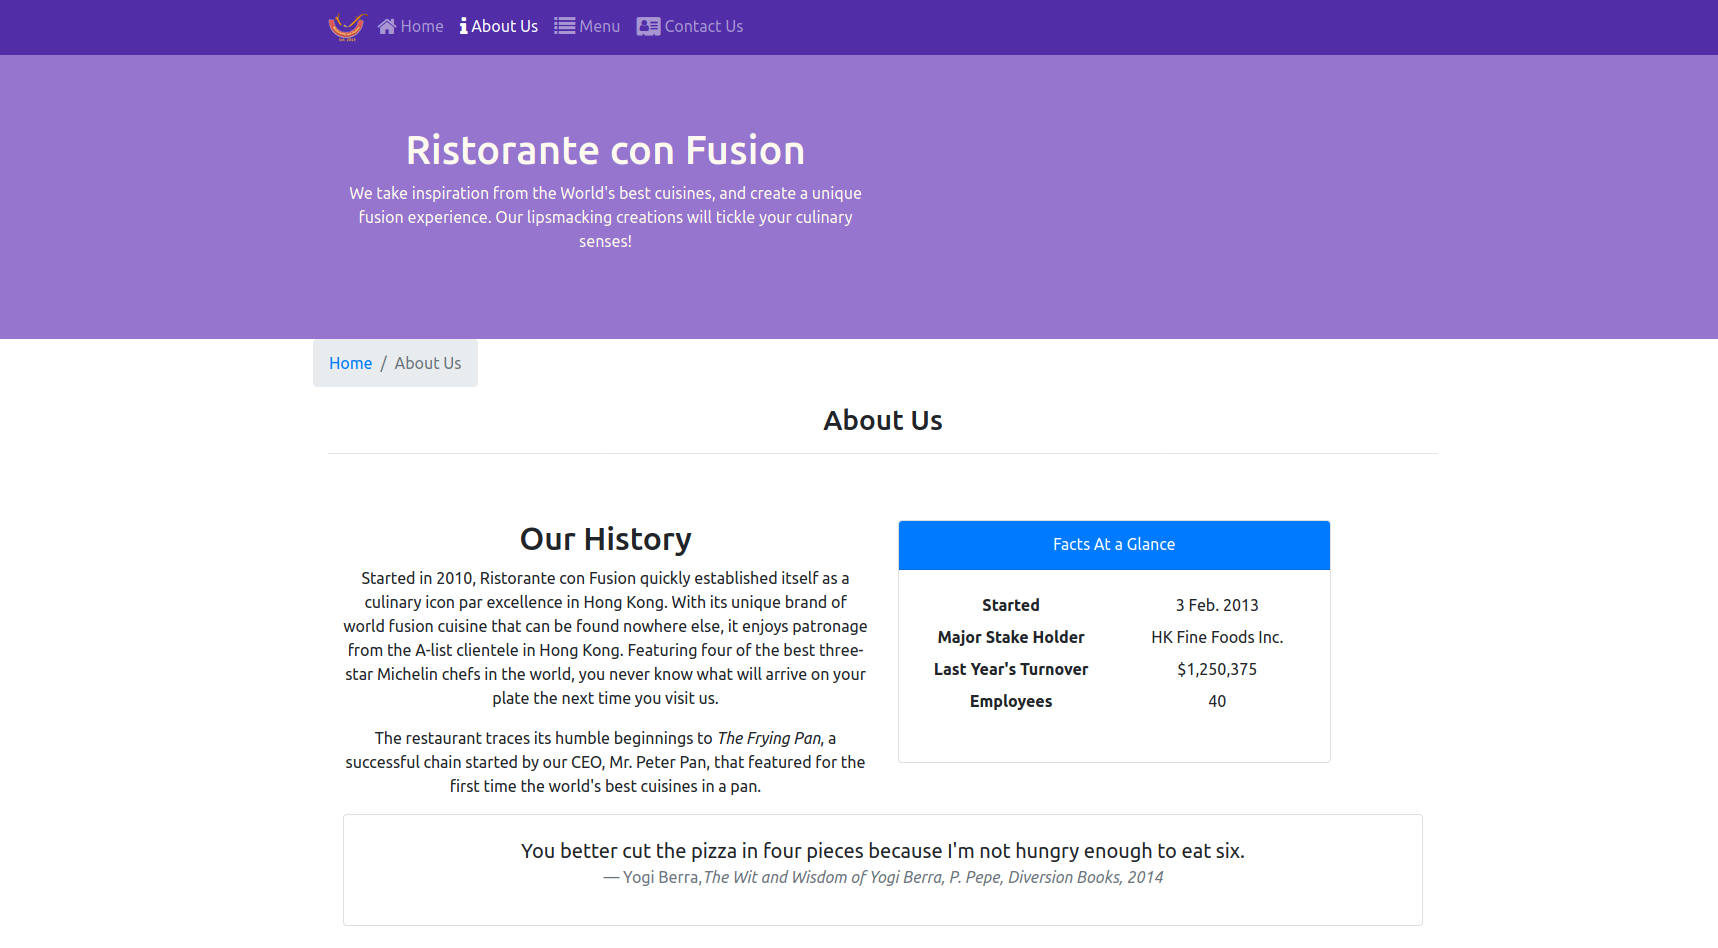 Home About Us Menu Contact Us
Ristorante con Fusion
We take inspiration from the World's best cuisines, and create a unique
fusion experience. Our lipsmacking creations will tickle your culinary
senses!
Home / About Us
About Us
Our History
Started in 2010, Ristorante con Fusion quickly established itself as a
culinary icon par excellence in Hong Kong. With its unique brand of
world fusion cuisine that can be found nowhere else, it enjoys patronage
from the A-list clientele in Hong Kong. Featuring four of the best three-
star Michelin chefs in the world, you never know what will arrive on your
plate the next time you visit us.
The restaurant traces its humble beginnings to The Frying Pan, a
successful chain started by our CEO, Mr. Peter Pan, that featured for the
first time the world's best cuisines in a pan.
Facts At a Glance
Started 3 Feb. 2013
Major Stake Holder HK Fine Foods Inc.
Last Year's Turnover $1,250,375
Employees 40
You better cut the pizza in four pieces because I'm not hungry enough to eat six.
— Yogi Berra,The Wit and Wisdom of Yogi Berra, P. Pepe, Diversion Books, 2014